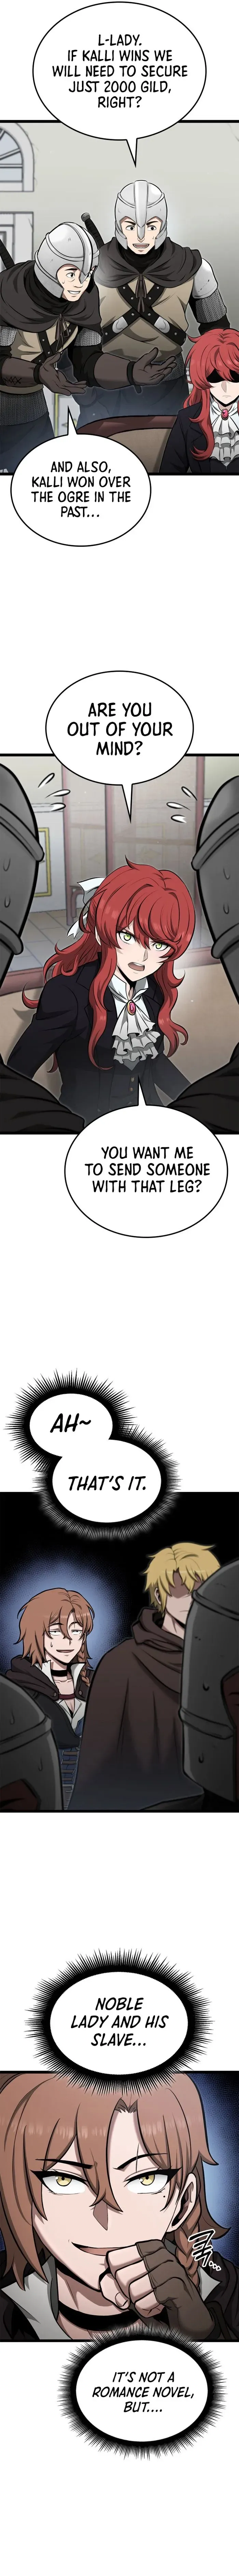 L-LADY.
IF KALLI WINS WE
WILL NEED TO SECURE
JUST 2000 GILD,
RIGHT?
AND ALSO,
KALLI WON OVER
THE OGRE IN THE
PAST...
ARE YOU
OUT OF YOUR
MIND?
YOU WANT ME
TO SEND SOMEONE
WITH THAT LEG?
AH~
THAT'S IT.
NOBLE
LADY AND HIS
SLAVE...
IT'S NOT A
ROMANCE NOVEL,
BUT....